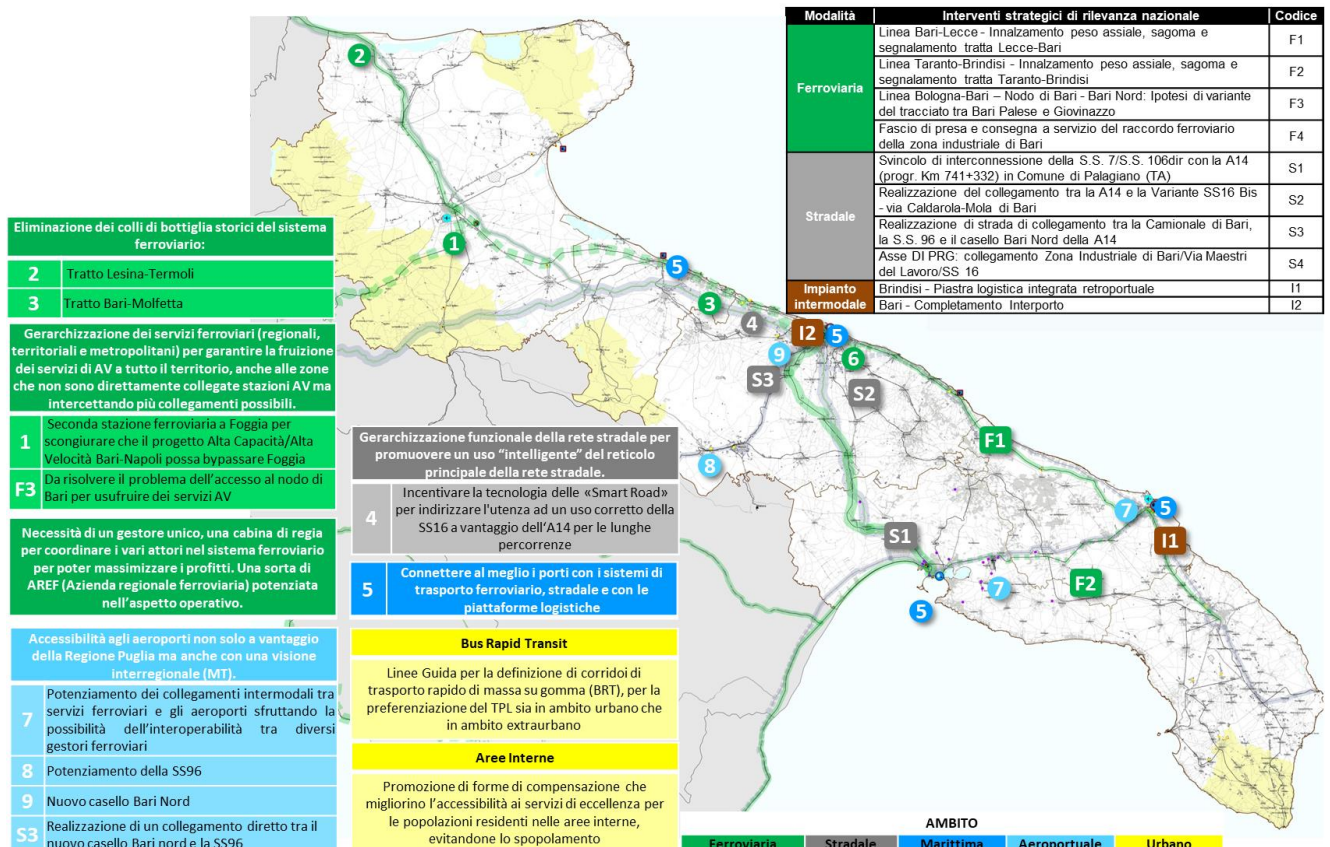 Modalità Interventi strategici di rilevanza nazionale Codice
Ferroviaria
Linea Bari-Lecce - Innalzamento peso assiale, sagoma e
segnalamento tratta Lecce-Bari
F1
Linea Taranto-Brindisi - Innalzamento peso assiale, sagoma e
segnalamento tratta Taranto-Brindisi
F2
Linea Bologna-Bari – Nodo di Bari - Bari Nord: Ipotesi di variante
del tracciato tra Bari Palese e Giovinazzo
F3
Fascio di presa e consegna a servizio del raccordo ferroviario
della zona industriale di Bari
F4
Stradale
Svincolo di interconnessione della S.S. 7/S.S. 106dir con la A14
(progr. Km 741+332) in Comune di Palagiano (TA)
S1
Realizzazione del collegamento tra la A14 e la Variante SS16 Bis
- via Caldarola-Mola di Bari
S2
Realizzazione di strada di collegamento tra la Camionale di Bari,
la S.S. 96 e il casello Bari Nord della A14
S3
Asse DI PRG: collegamento Zona Industriale di Bari/Via Maestri
del Lavoro/SS 16
S4
Impianto
intermodale
Brindisi - Piastra logistica integrata retroportuale I1
Bari - Completamento Interporto I2
2
1
5
3
4
I2
5
9
6
S3
S2
F1
8
7
5
I1
S1
F2
7
5
Eliminazione dei colli di bottiglia storici del sistema
ferroviario:
2 Tratto Lesina-Termoli
3 Tratto Bari-Molfetta
Gerarchizzazione dei servizi ferroviari (regionali,
territoriali e metropolitani) per garantire la fruizione
dei servizi di AV a tutto il territorio, anche alle zone
che non sono direttamente collegate stazioni AV ma
intercettando più collegamenti possibili.
1
Seconda stazione ferroviaria a Foggia per
scongiurare che il progetto Alta Capacità/Alta
Velocità Bari-Napoli possa bypassare Foggia
F3
Da risolvere il problema dell'accesso al nodo di
Bari per usufruire dei servizi AV
Necessità di un gestore unico, una cabina di regia
per coordinare i vari attori nel sistema ferroviario
per poter massimizzare i profitti. Una sorta di
AREF (Azienda regionale ferroviaria) potenziata
nell'aspetto operativo.
Accessibilità agli aeroporti non solo a vantaggio
della Regione Puglia ma anche con una visione
interregionale (MT).
7
Potenziamento dei collegamenti intermodali tra
servizi ferroviari e gli aeroporti sfruttando la
possibilità dell'interoperabilità tra diversi
gestori ferroviari
8 Potenziamento della SS96
9 Nuovo casello Bari Nord
S3
Realizzazione di un collegamento diretto tra il
nuovo casello Bari nord e la SS96
Gerarchizzazione funzionale della rete stradale per
promuovere un uso "intelligente" del reticolo
principale della rete stradale.
4
Incentivare la tecnologia delle «Smart Road»
per indirizzare l'utenza ad un uso corretto della
SS16 a vantaggio dell'A14 per le lunghe
percorrenze
5
Connettere al meglio i porti con i sistemi di
trasporto ferroviario, stradale e con le
piattaforme logistiche
Bus Rapid Transit
Linee Guida per la definizione di corridoi di
trasporto rapido di massa su gomma (BRT), per la
preferenziazione del TPL sia in ambito urbano che
in ambito extraurbano
Aree Interne
Promozione di forme di compensazione che
migliorino l'accessibilità ai servizi di eccellenza per
le popolazioni residenti nelle aree interne,
evitandone lo spopolamento
AMBITO
Ferroviaria Stradale Marittima Aeroportuale Urbano